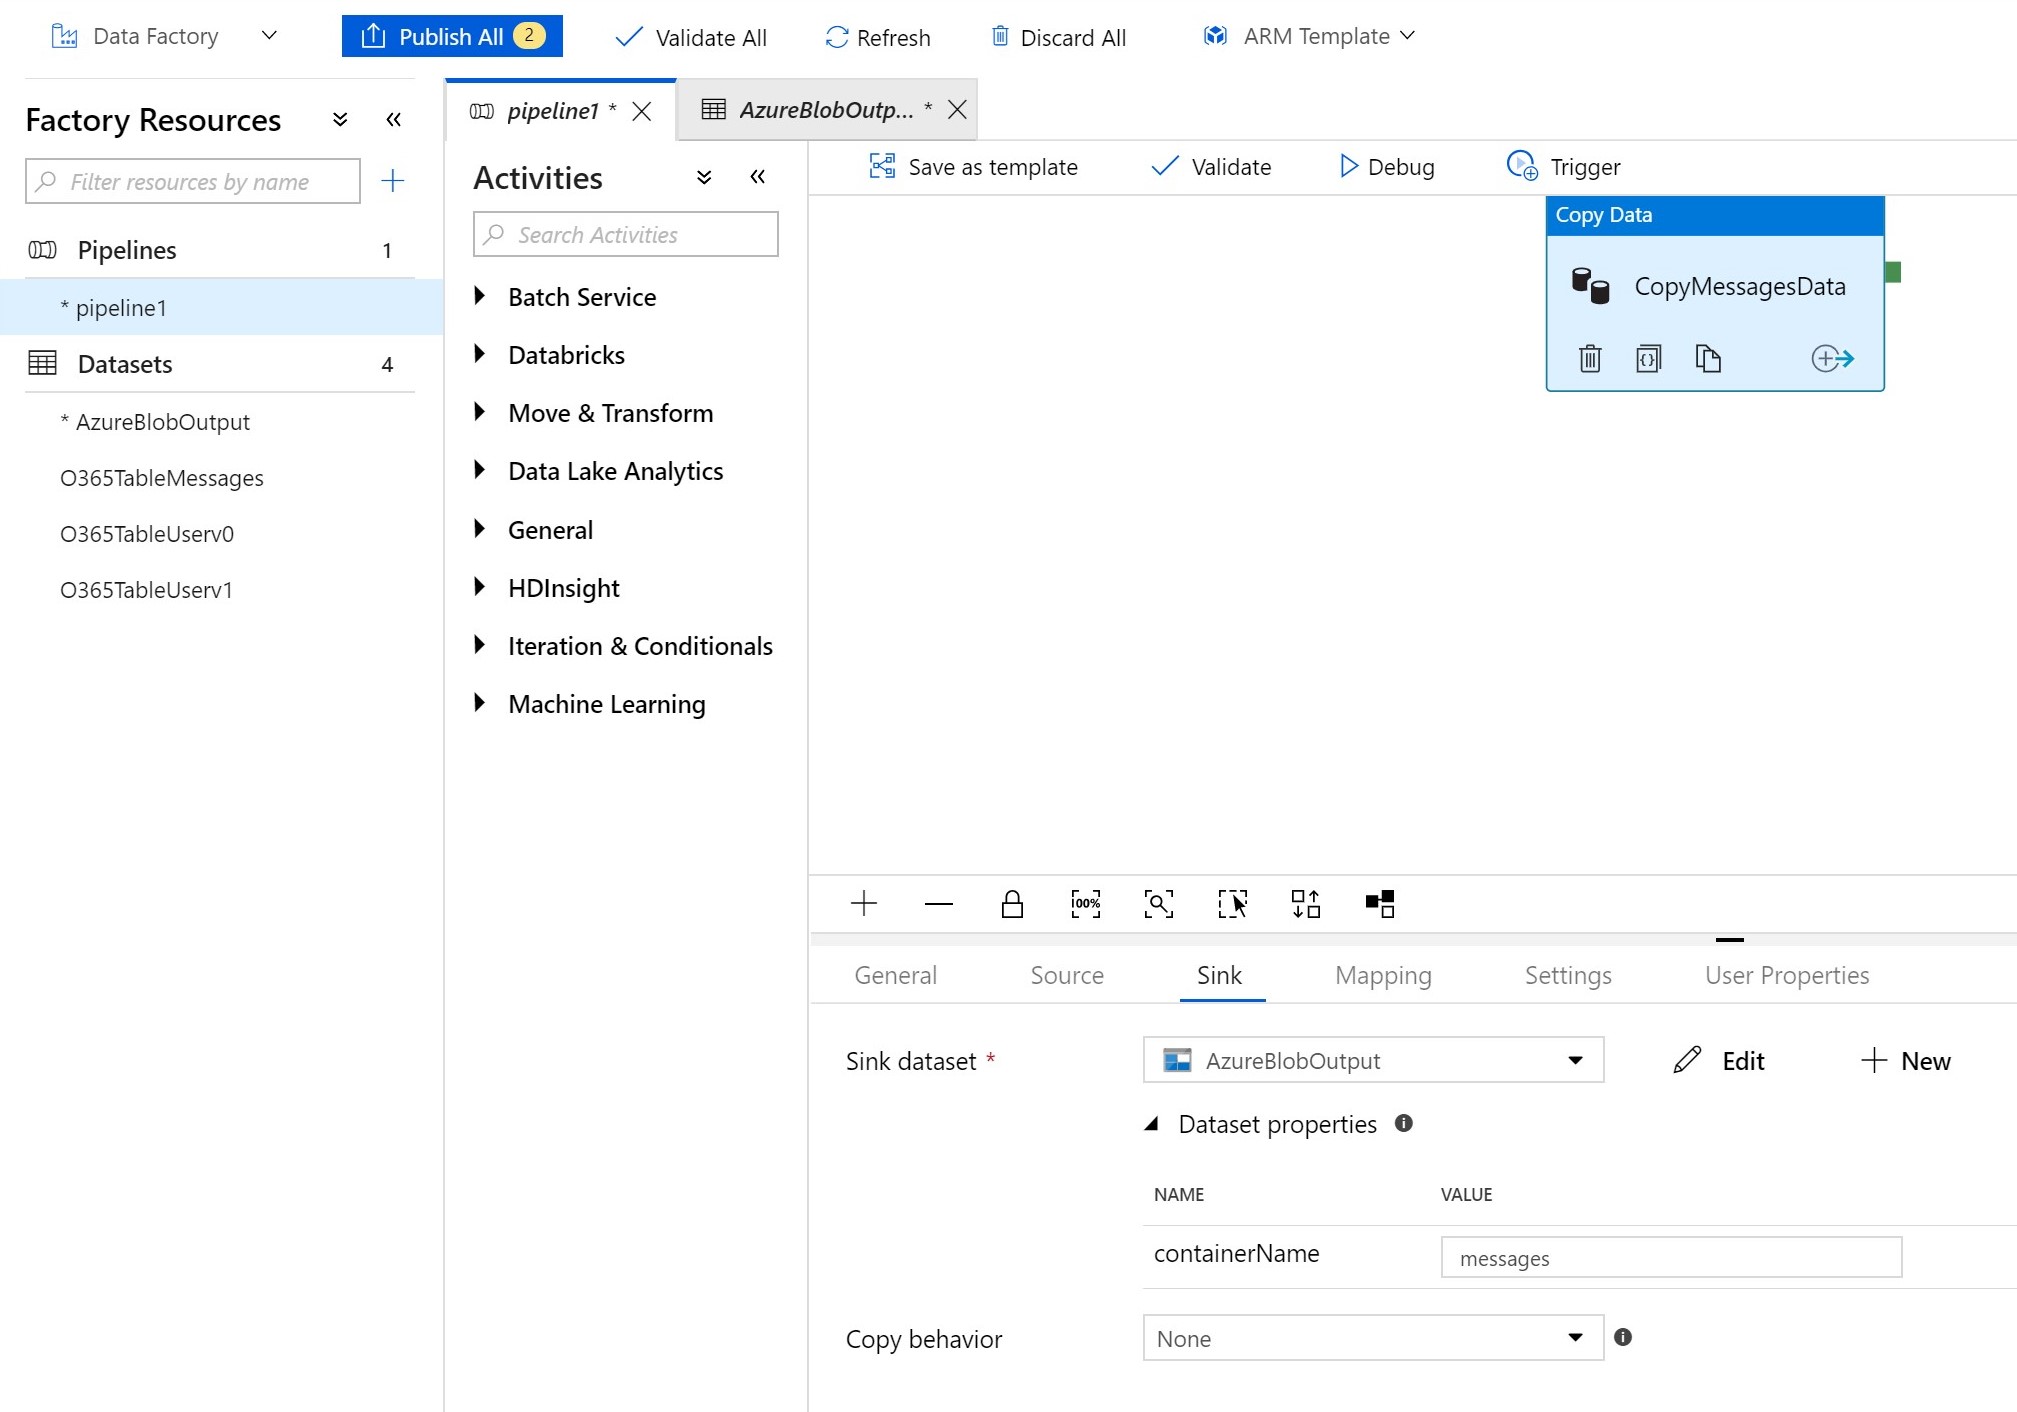 Data Factory
Publish All 2
Validate All
Refresh
Discard All
ARM Template
Factory Resources
Filter resources by name
Pipelines 1
* pipeline1
Datasets 4
* AzureBlobOutput
O365TableMessages
O365TableUserv0
O365TableUserv1
pipeline1 *
AzureBlobOutp... *
Activities
Search Activities
Batch Service
Databricks
Move & Transform
Data Lake Analytics
General
HDInsight
Iteration & Conditionals
Machine Learning
Save as template
Validate
Debug
Trigger
Copy Data
CopyMessagesData
100%
General
Source
Sink
Mapping
Settings
User Properties
Sink dataset *
AzureBlobOutput
Edit
New
Dataset properties
NAME VALUE
containerName messages
Copy behavior
None